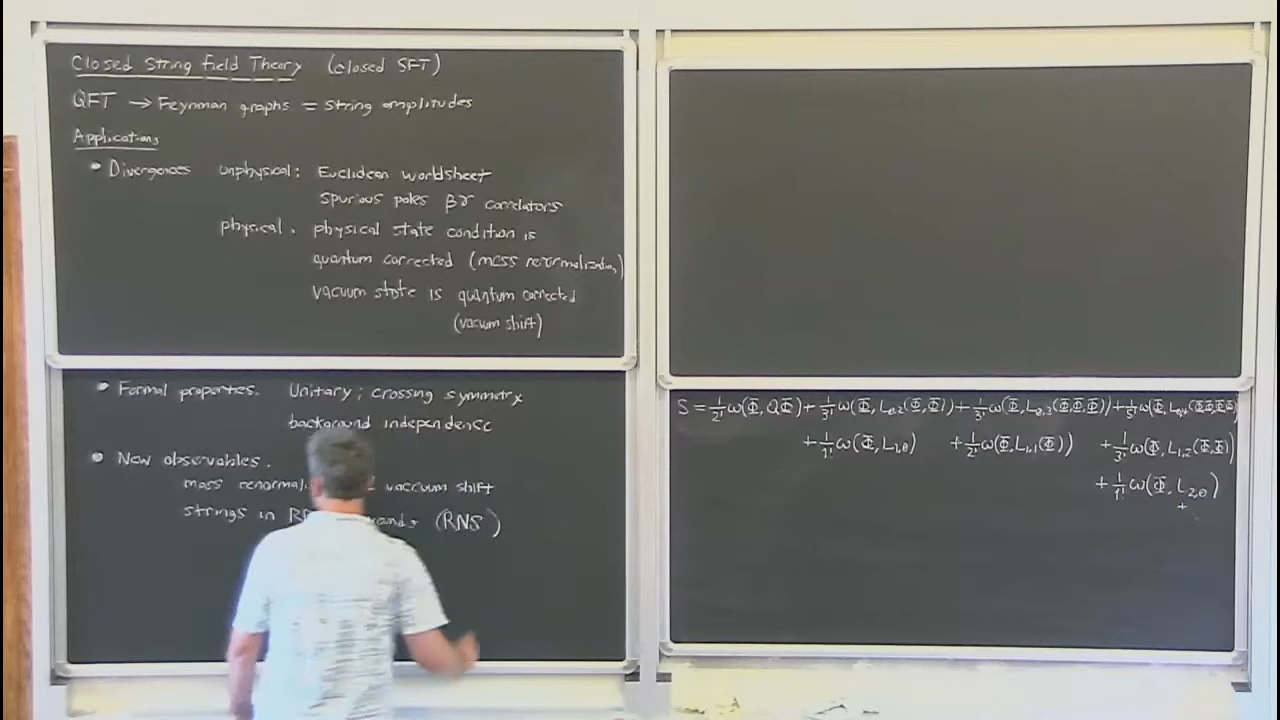 Closed String Field Theory (closed SFT)
QFT → Feynman graphs = String amplitudes
Applications
• Divergences unphysical: Euclidean worldsheet
spurious poles βγ correlators
physical. physical state condition is
quantum corrected (mass renormalization)
vacuum state is quantum corrected
(vacuum shift)
• Formal properties. Unitary; crossing symmetry
background independence
• New observables.
mass renormali vaccuum shift
strings in RR (RNS)
S = 1/2! ω(Φ, QΦ) + 1/3! ω(Φ, L₀,₂(Φ,Φ)) + 1/3! ω(Φ, L₀,₃(Φ,Φ,Φ)) + 1/5! ω(Φ, L₀,₄(Φ,Φ,Φ,Φ))
+ 1/1! ω(Φ, L₁,₀) + 1/2! ω(Φ, L₁,₁(Φ)) + 1/3! ω(Φ, L₁,₂(Φ,Φ))
+ 1/1! ω(Φ, L₂,₀)
+ ...